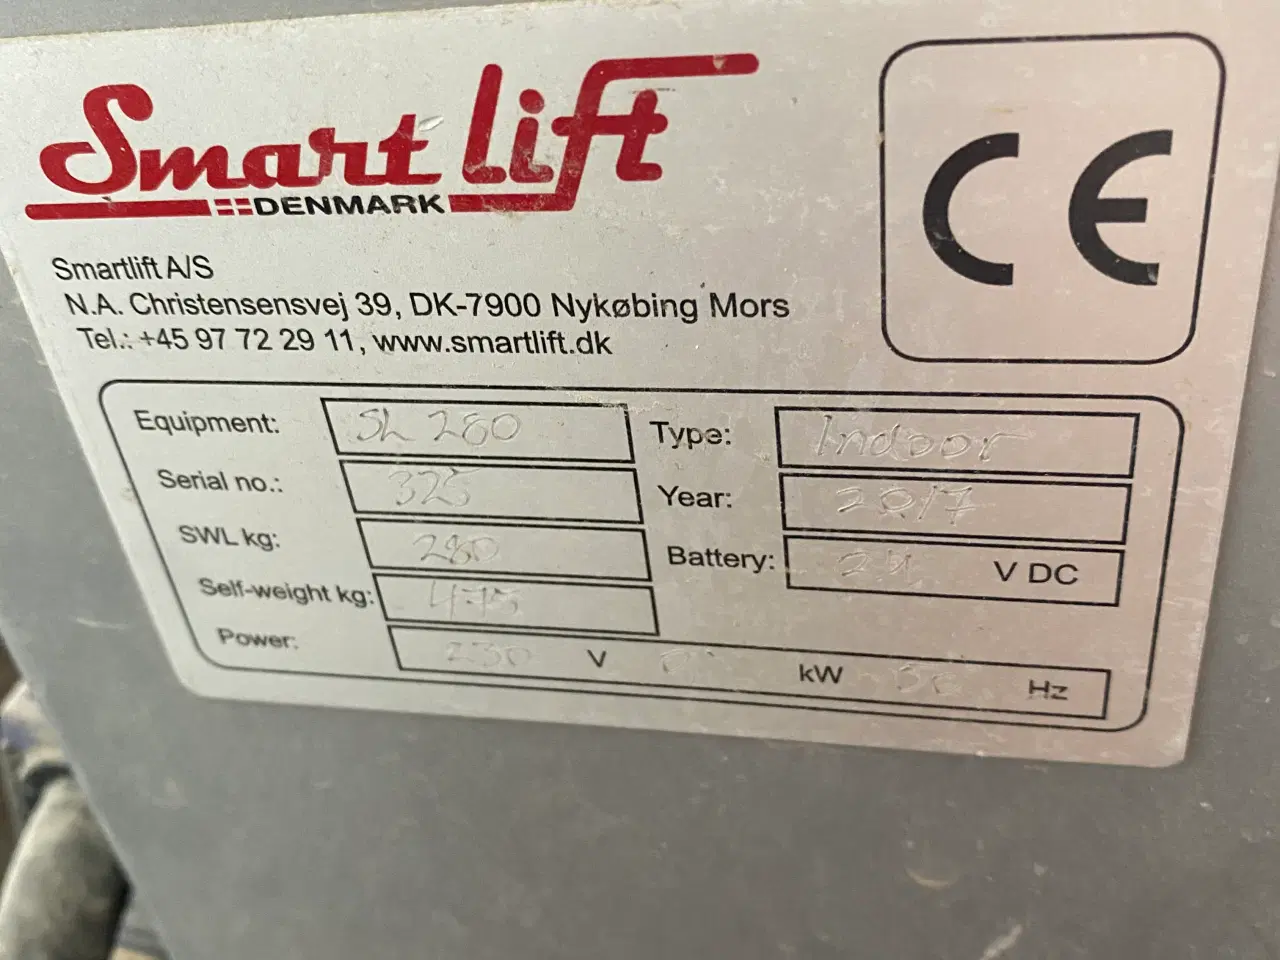 Smart lift
DENMARK
CE
Smartlift A/S
N.A. Christensensvej 39, DK-7900 Nykøbing Mors
Tel.: +45 97 72 29 11, www.smartlift.dk
Equipment: SL 280 Type: Indoor
Serial no.: 325 Year: 2017
SWL kg: 280 Battery: 24 V DC
Self-weight kg: 475
Power: 230 V kW 50 Hz